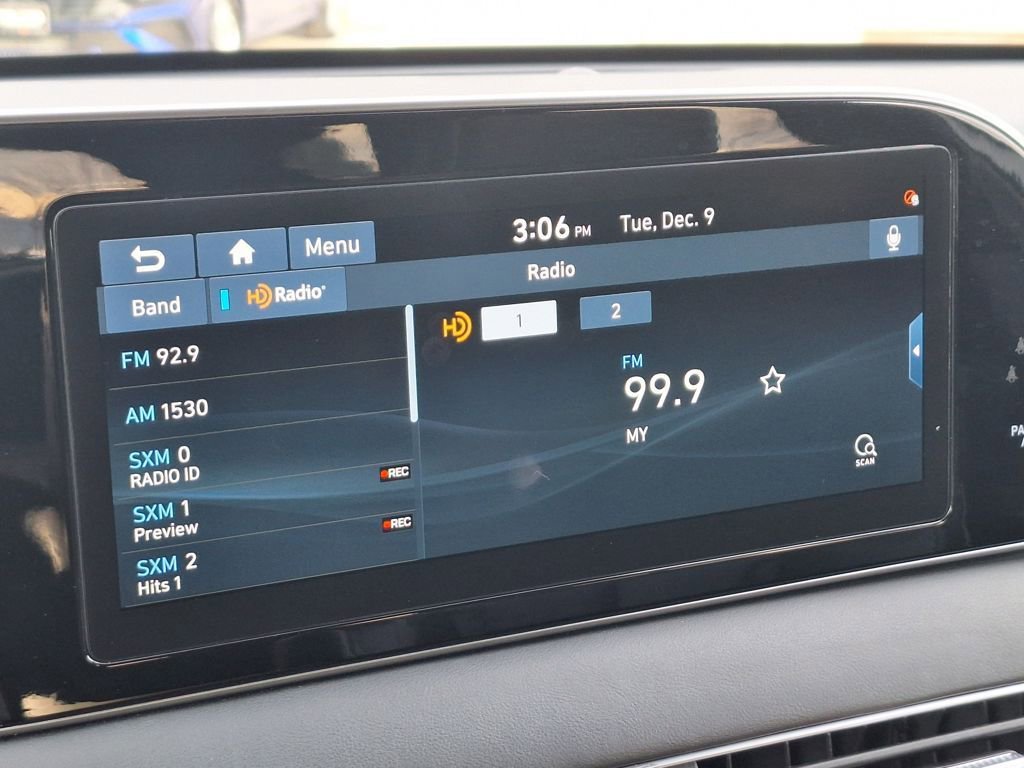 3:06 PM Tue, Dec. 9
Menu
Radio
Band
HD Radio
HD 1 2
FM 92.9
AM 1530
SXM 0
RADIO ID
REC
SXM 1
Preview
REC
SXM 2
Hits 1
FM
99.9
MY
SCAN